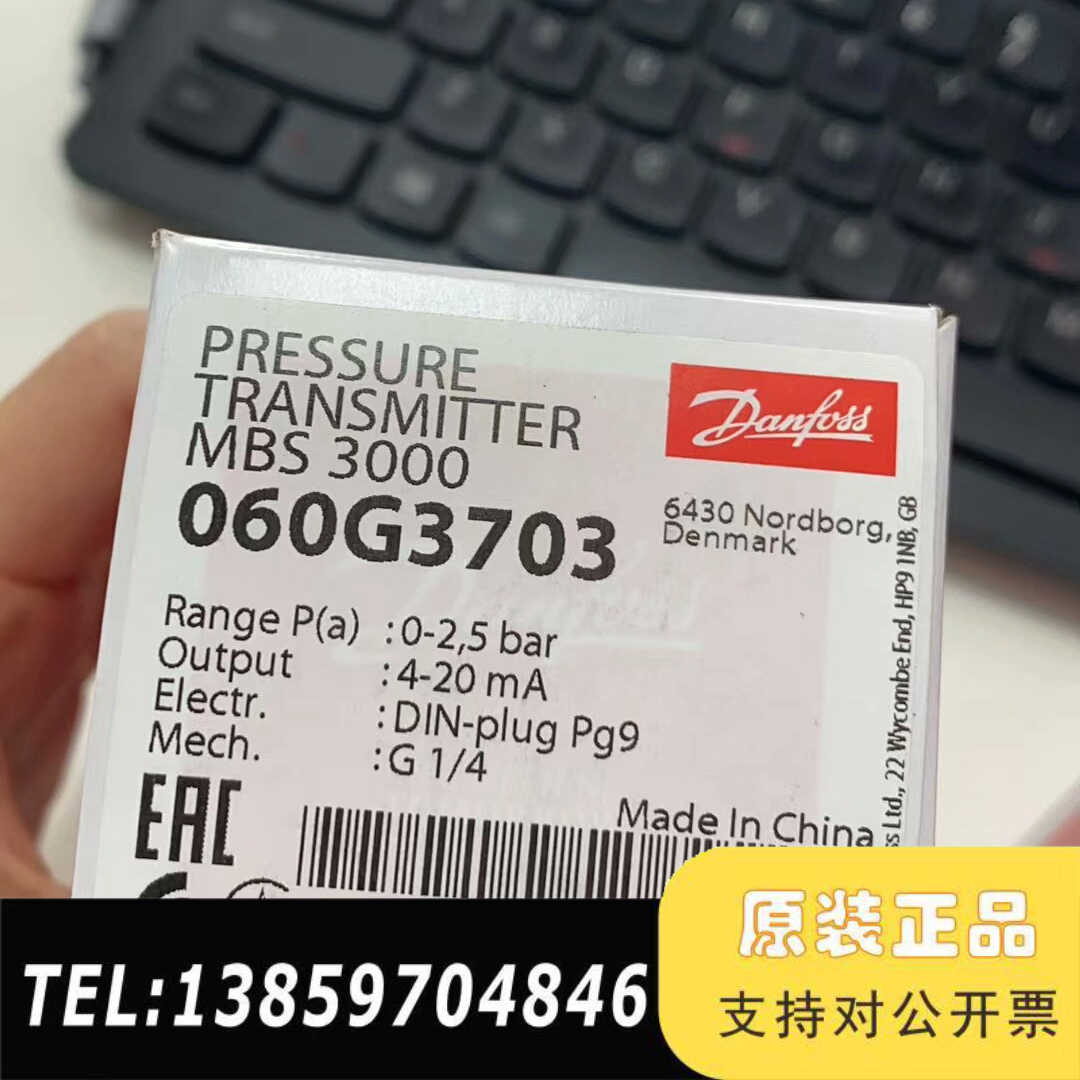 PRESSURE
TRANSMITTER
MBS 3000
060G3703
Danfoss
6430 Nordborg,
Denmark
Range P(a) :0-2,5 bar
Output :4-20 mA
Electr. :DIN-plug Pg9
Mech. :G 1/4
Made In China
Ltd., 22 Wycombe End, HP9 1NB, GB
EAC
TEL:13859704846
原装正品
支持对公开票